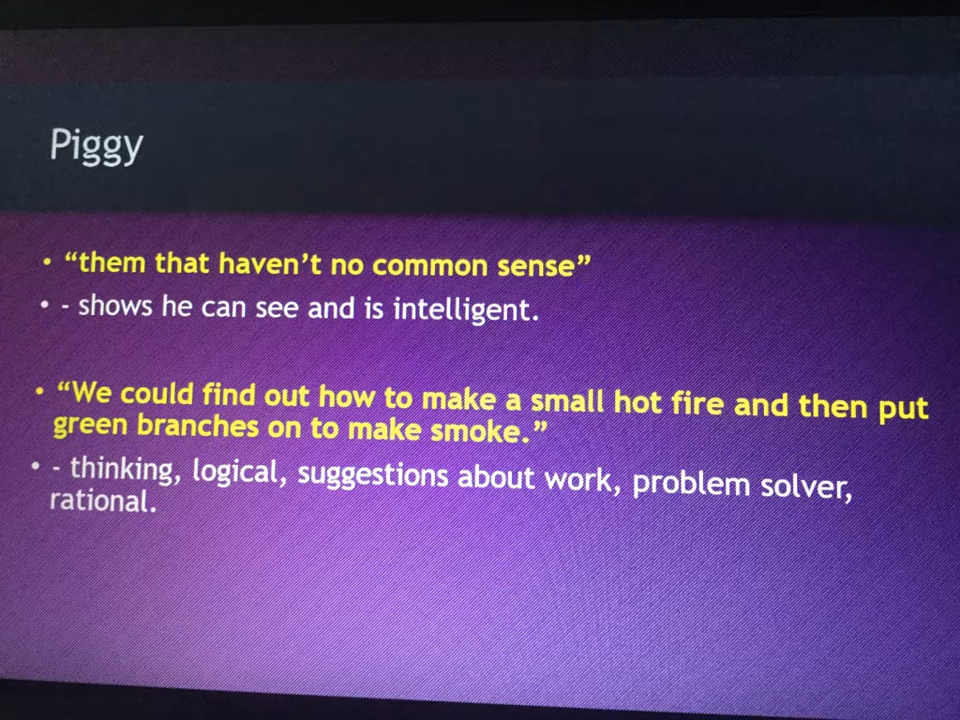 Piggy
• “them that haven’t no common sense”
• - shows he can see and is intelligent.
• “We could find out how to make a small hot fire and then put
green branches on to make smoke.”
• - thinking, logical, suggestions about work, problem solver,
rational.